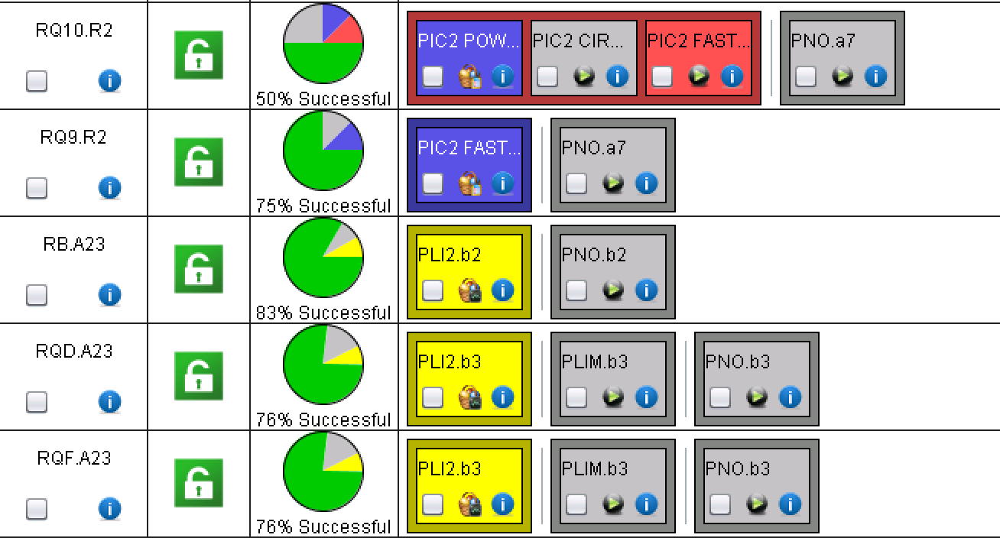 RQ10.R2
50% Successful
PIC2 POW... PIC2 CIR... PIC2 FAST... PNO.a7
RQ9.R2
75% Successful
PIC2 FAST... PNO.a7
RB.A23
83% Successful
PLI2.b2 PNO.b2
RQD.A23
76% Successful
PLI2.b3 PLIM.b3 PNO.b3
RQF.A23
76% Successful
PLI2.b3 PLIM.b3 PNO.b3